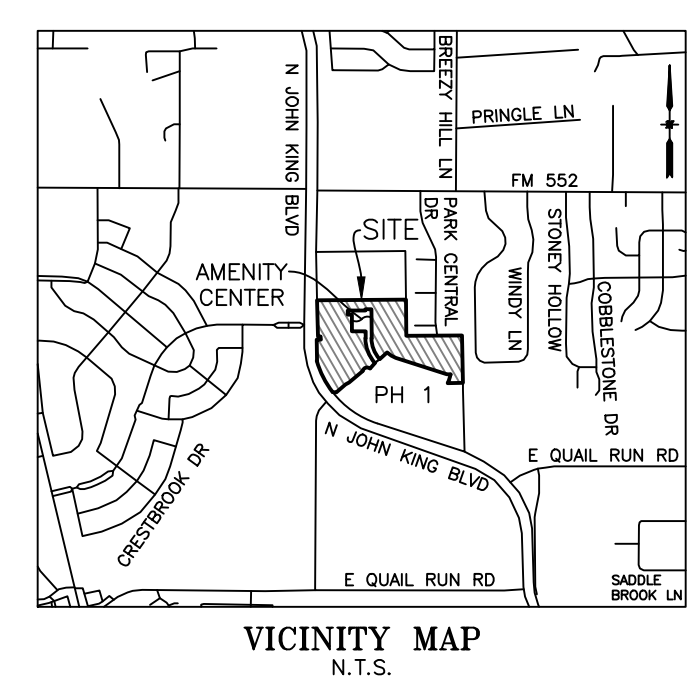 N JOHN KING BLVD
BREEZY HILL LN
PRINGLE LN
FM 552
SITE
PARK CENTRAL
DR
AMENITY
CENTER
WINDY LN
STONEY HOLLOW
COBBLESTONE DR
PH 1
N JOHN KING BLVD
CRESTBROOK DR
E QUAIL RUN RD
E QUAIL RUN RD
SADDLE
BROOK LN
VICINITY MAP
N.T.S.